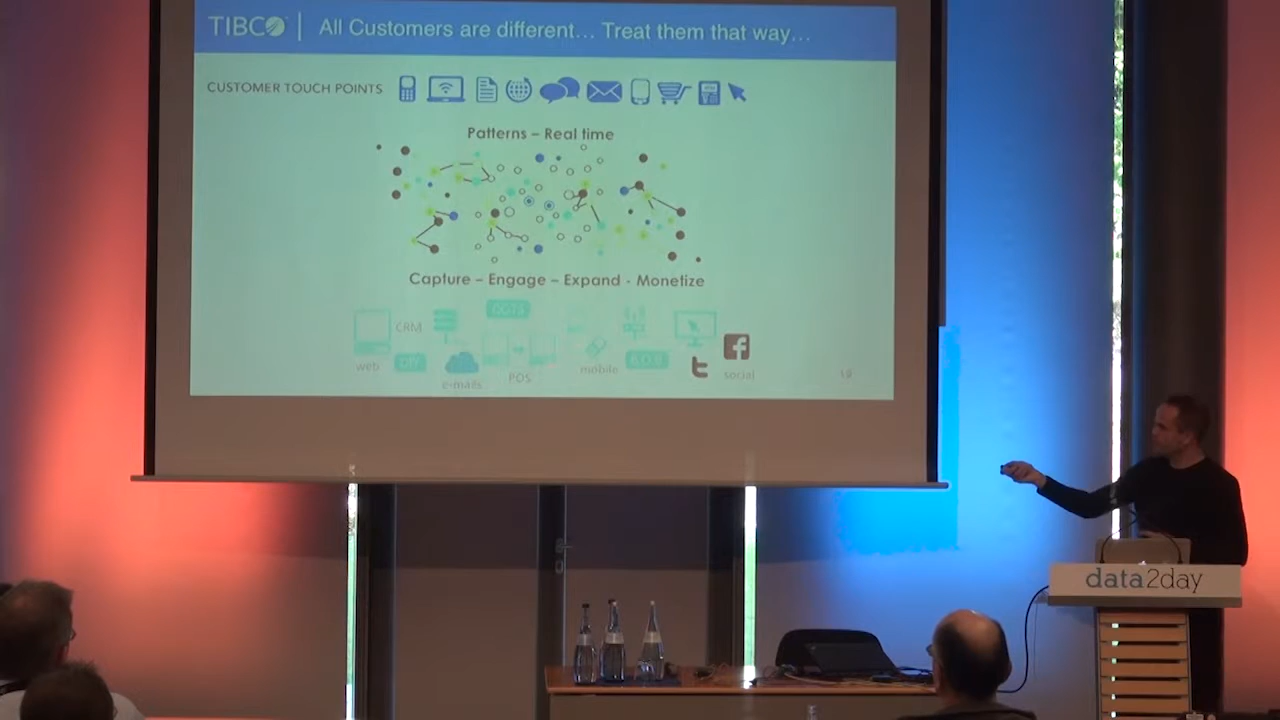 TIBCO | All Customers are different... Treat them that way...
CUSTOMER TOUCH POINTS
Patterns – Real time
Capture – Engage – Expand - Monetize
CRM
web
e-mails
POS
mobile
social
19
data2day